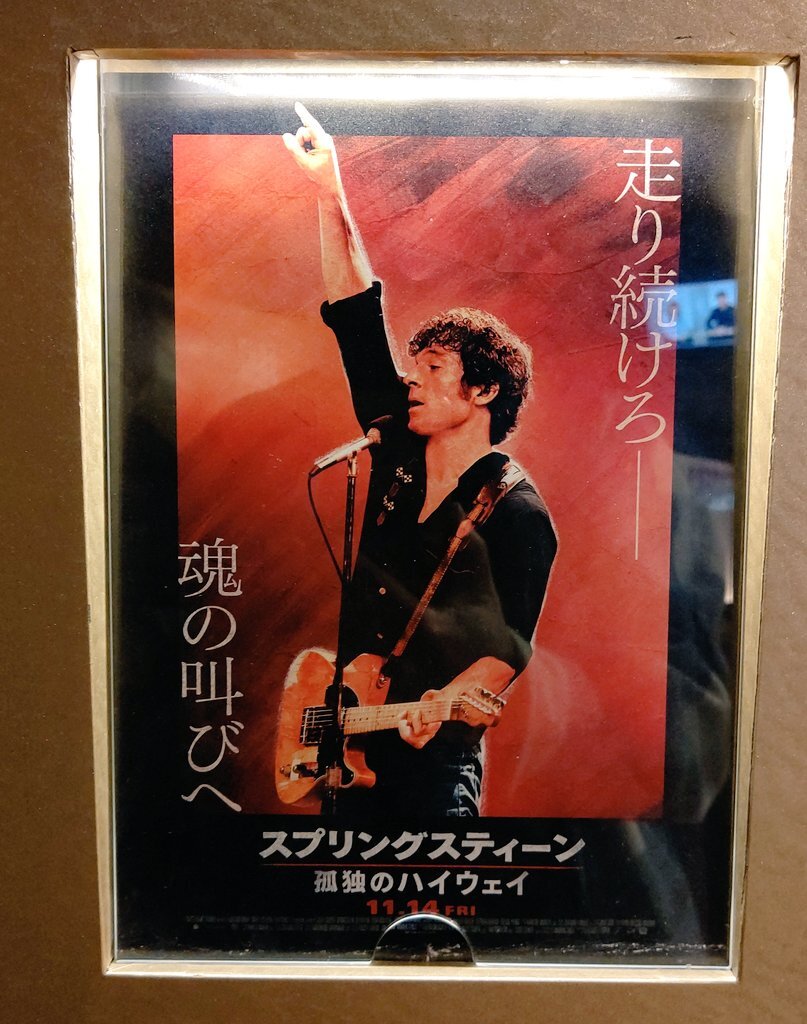 走り続けろ——
魂の叫びへ
スプリングスティーン
孤独のハイウェイ
11.14 FRI